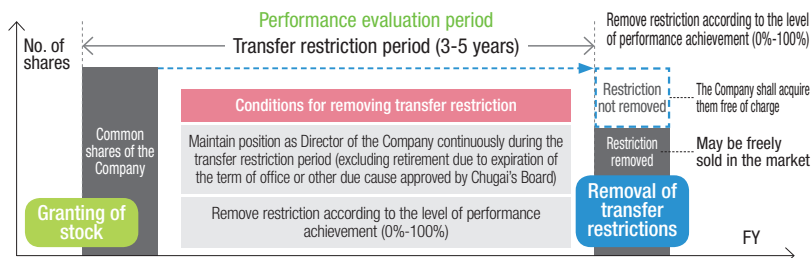 Performance evaluation period
Transfer restriction period (3-5 years)
Remove restriction according to the level
of performance achievement (0%-100%)
No. of
shares
Common
shares of the
Company
Granting of
stock
Conditions for removing transfer restriction
Maintain position as Director of the Company continuously during the
transfer restriction period (excluding retirement due to expiration of
the term of office or other due cause approved by Chugai's Board)
Remove restriction according to the level of performance
achievement (0%-100%)
Restriction
not removed
The Company shall acquire
them free of charge
Restriction
removed
May be freely
sold in the market
Removal of
transfer
restrictions
FY